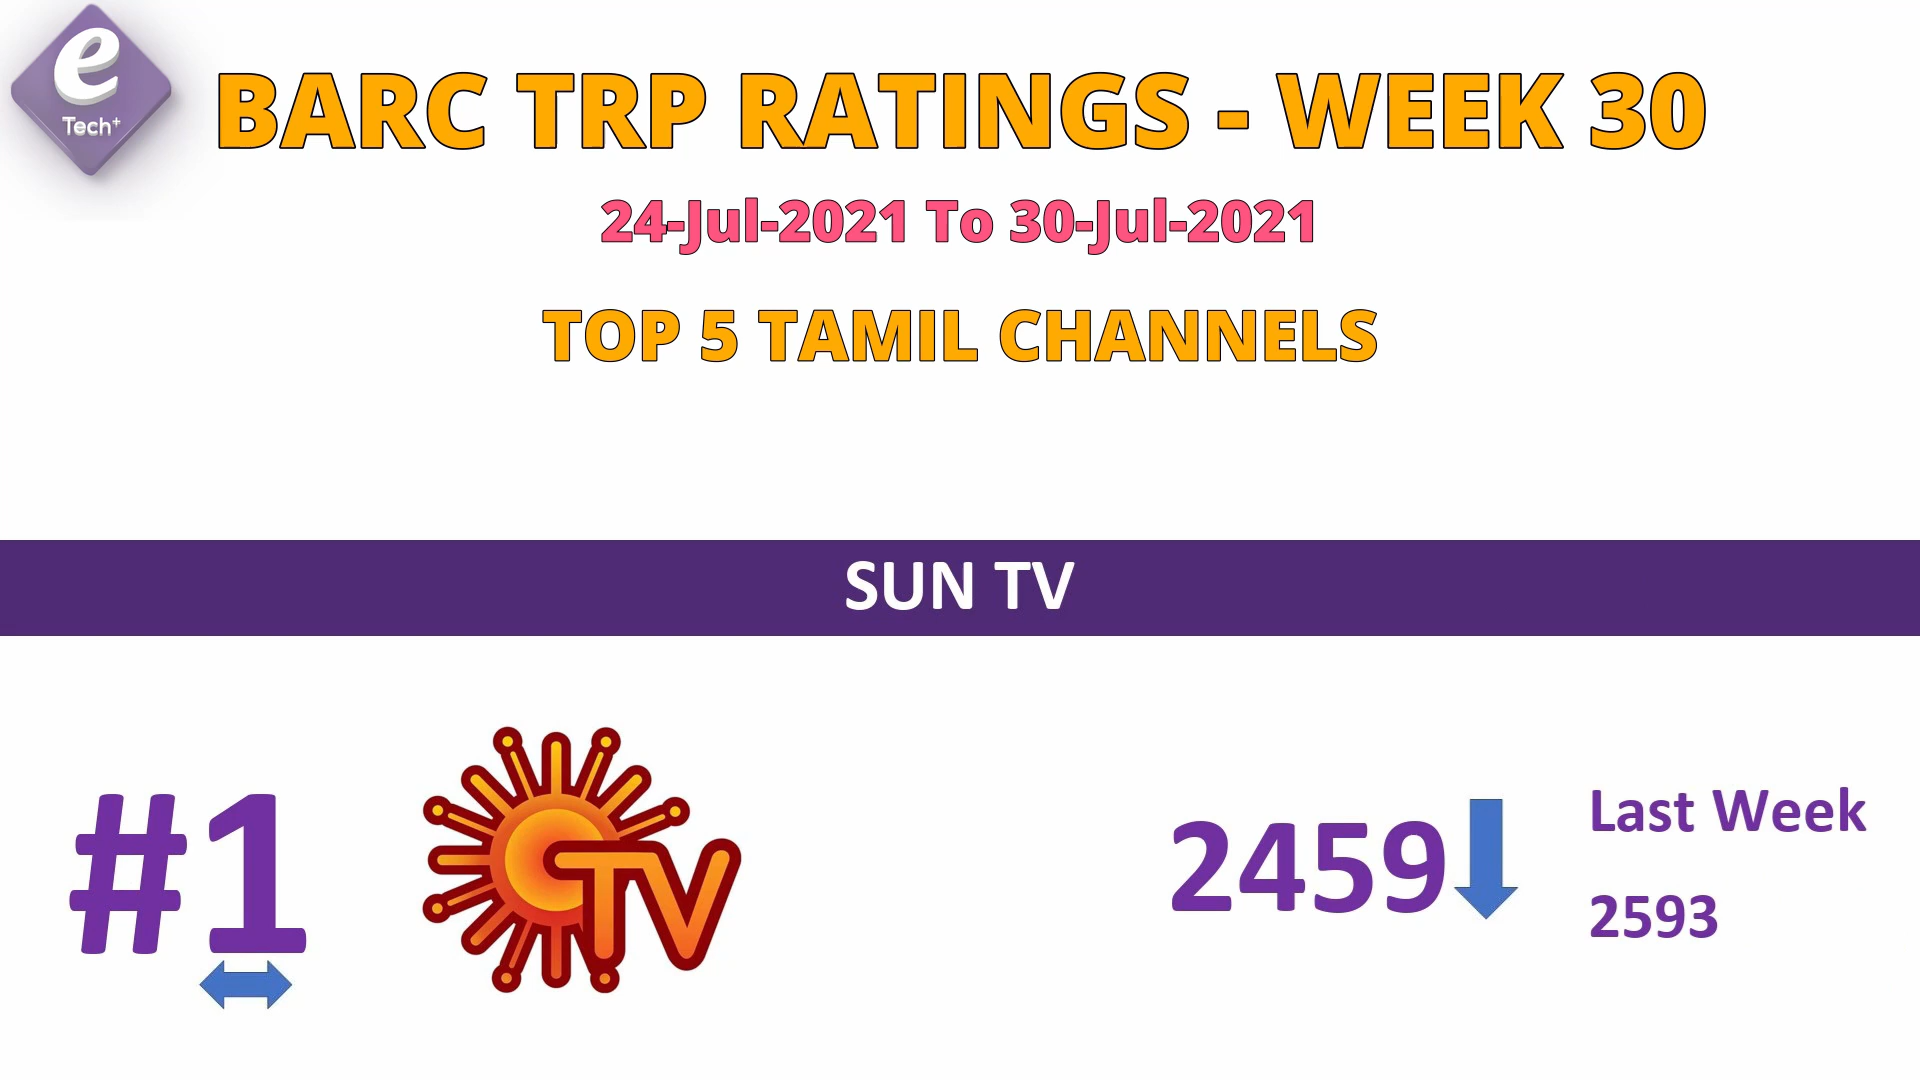 e
Tech+
BARC TRP RATINGS - WEEK 30
24-Jul-2021 To 30-Jul-2021
TOP 5 TAMIL CHANNELS
SUN TV
#1
TV
2459
Last Week
2593